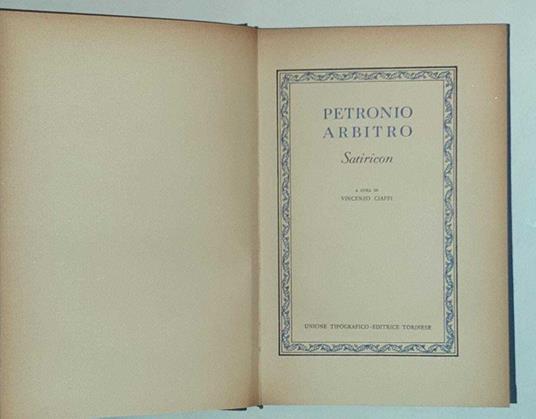 PETRONIO
ARBITRO
Satiricon
A CURA DI
VINCENZO CIAFFI
UNIONE TIPOGRAFICO-EDITRICE TORINESE